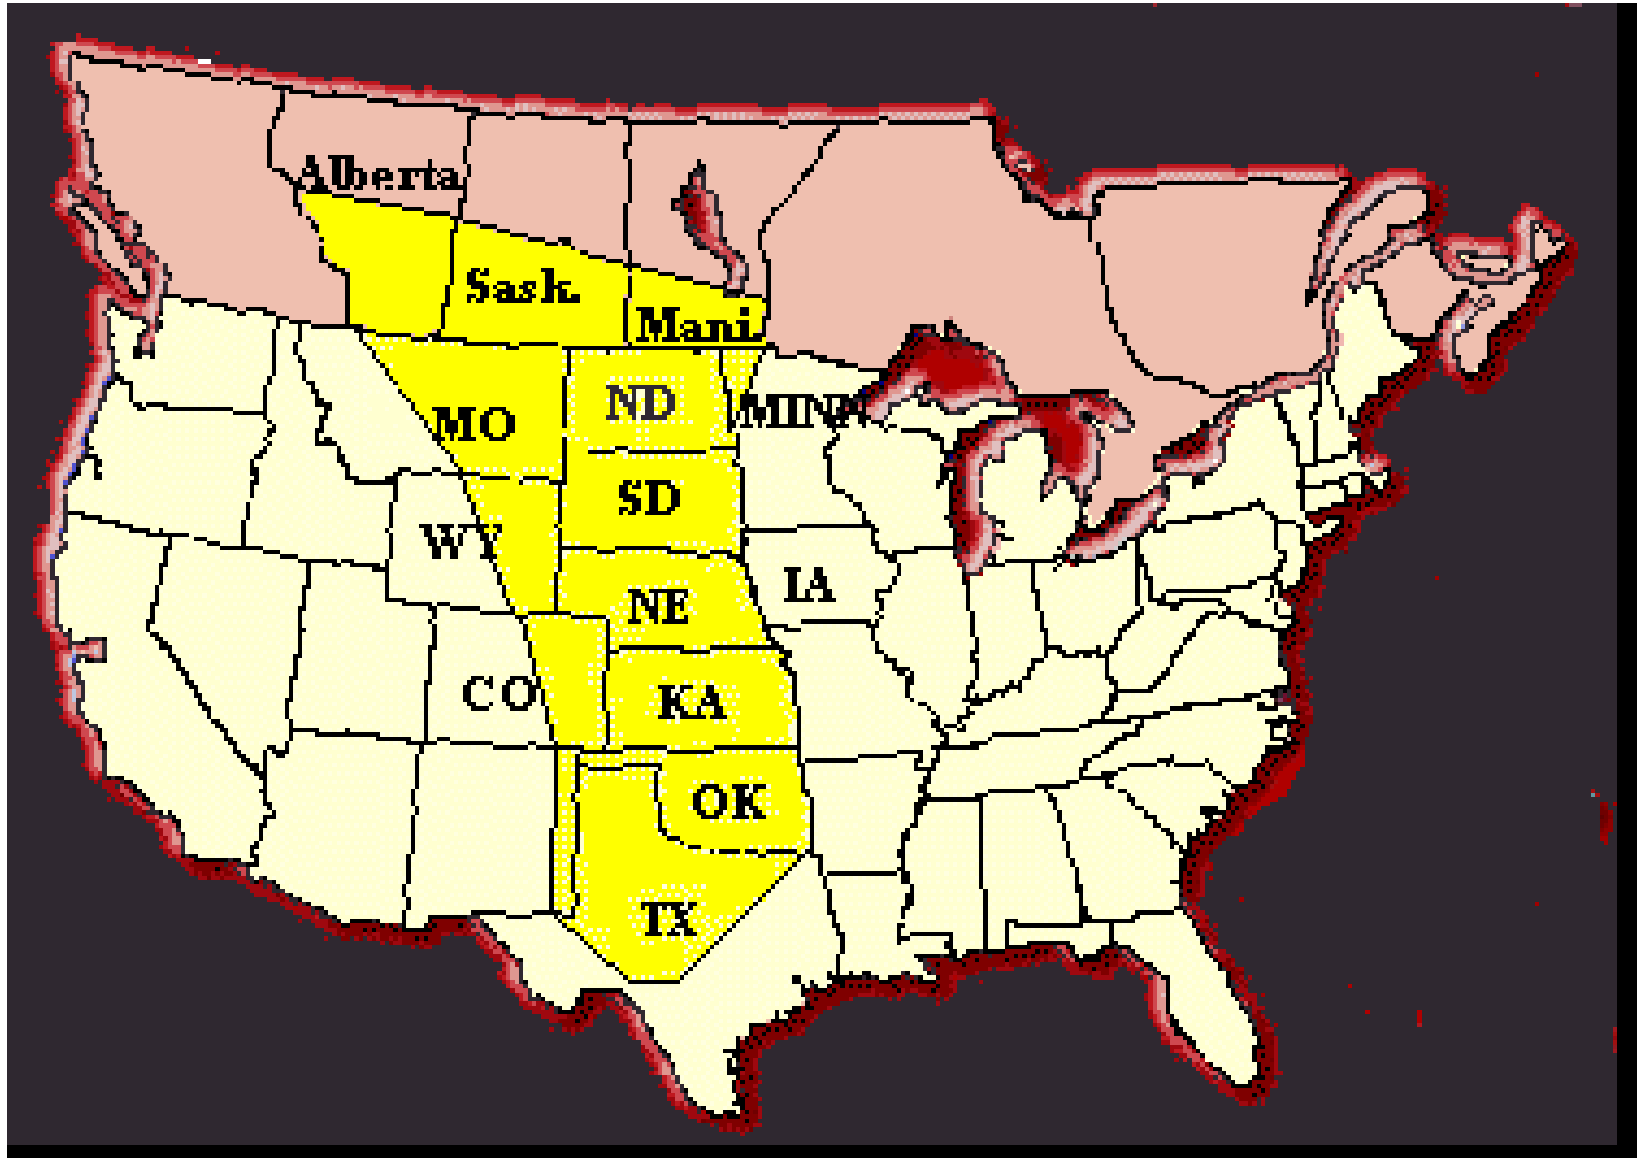 Alberta
Sask.
Mani.
MO
ND
MINN
SD
WY
NE
IA
CO
KA
OK
TX